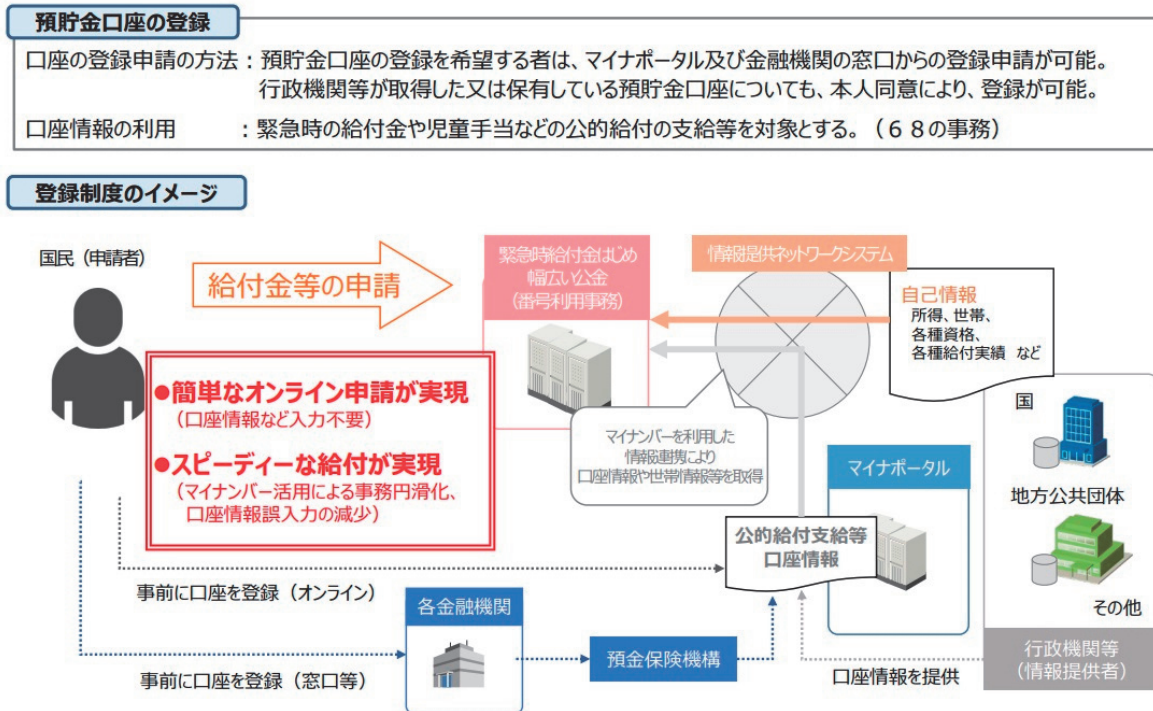 預貯金口座の登録
口座の登録申請の方法：預貯金口座の登録を希望する者は、マイナポータル及び金融機関の窓口からの登録申請が可能。
行政機関等が取得した又は保有している預貯金口座についても、本人同意により、登録が可能。
口座情報の利用　　　　：緊急時の給付金や児童手当などの公的給付の支給等を対象とする。（６８の事務）
登録制度のイメージ
国民（申請者）
給付金等の申請
緊急時給付金はじめ
幅広い公金
（番号利用事務）
情報提供ネットワークシステム
自己情報
所得、世帯、
各種資格、
各種給付実績 など
●簡単なオンライン申請が実現
（口座情報など入力不要）
●スピーディーな給付が実現
（マイナンバー活用による事務円滑化、
口座情報誤入力の減少）
マイナンバーを利用した
情報連携により
口座情報や世帯情報等を取得
マイナポータル
国
地方公共団体
その他
行政機関等
（情報提供者）
公的給付支給等
口座情報
事前に口座を登録（オンライン）
各金融機関
預金保険機構
事前に口座を登録（窓口等）
口座情報を提供